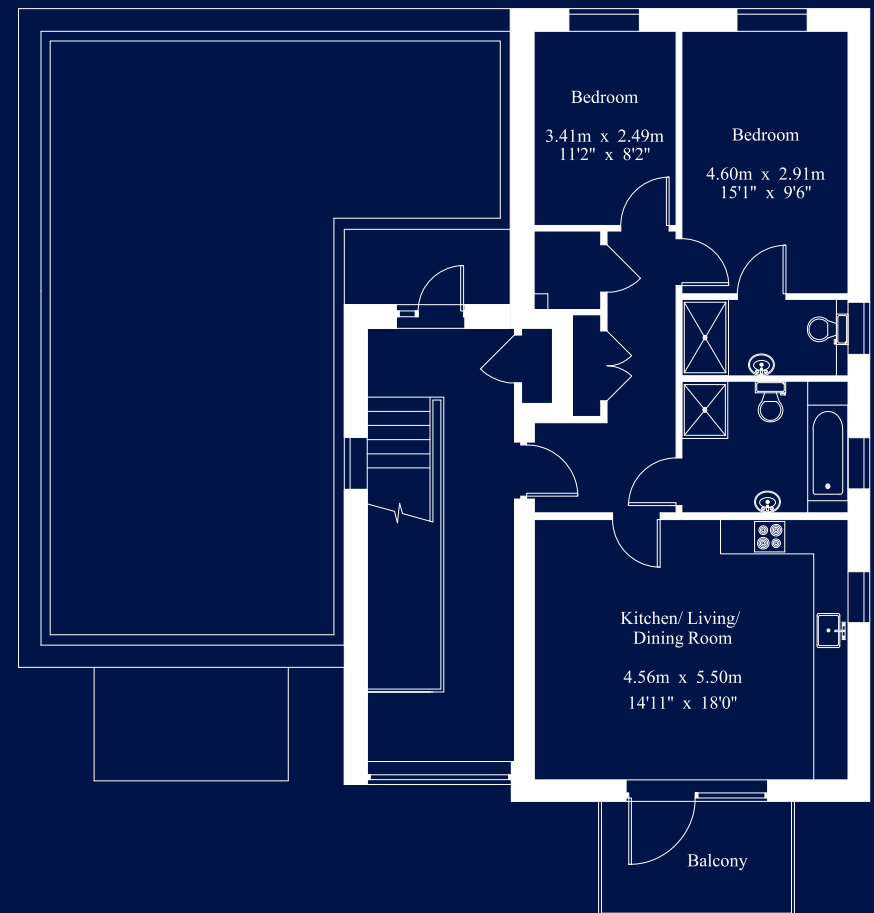 Bedroom
3.41m x 2.49m
11'2" x 8'2"
Bedroom
4.60m x 2.91m
15'1" x 9'6"
Kitchen/ Living/
Dining Room
4.56m x 5.50m
14'11" x 18'0"
Balcony